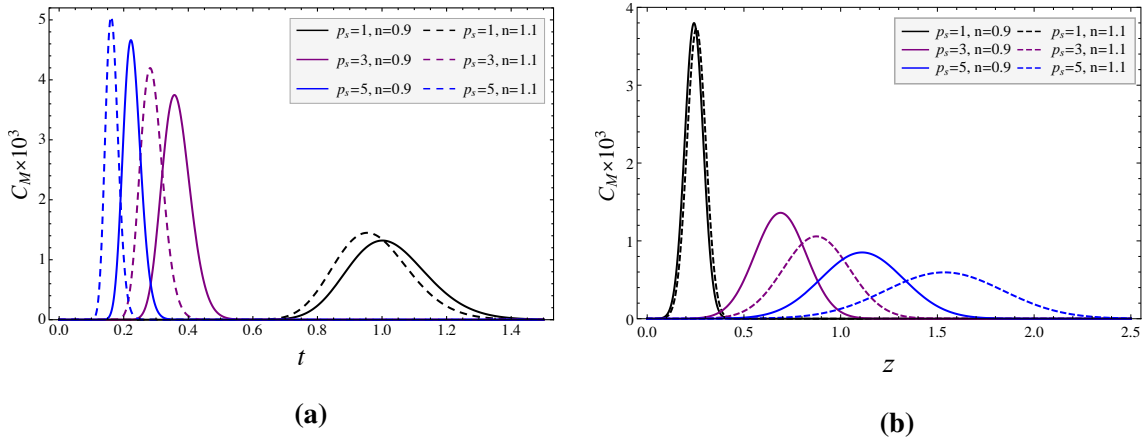 p_s=1, n=0.9 p_s=1, n=1.1
p_s=3, n=0.9 p_s=3, n=1.1
p_s=5, n=0.9 p_s=5, n=1.1
C_M×10^3
5
4
3
2
1
0
0.0 0.2 0.4 0.6 0.8 1.0 1.2 1.4
t
(a)
p_s=1, n=0.9 p_s=1, n=1.1
p_s=3, n=0.9 p_s=3, n=1.1
p_s=5, n=0.9 p_s=5, n=1.1
C_M×10^3
4
3
2
1
0
0.0 0.5 1.0 1.5 2.0 2.5
z
(b)